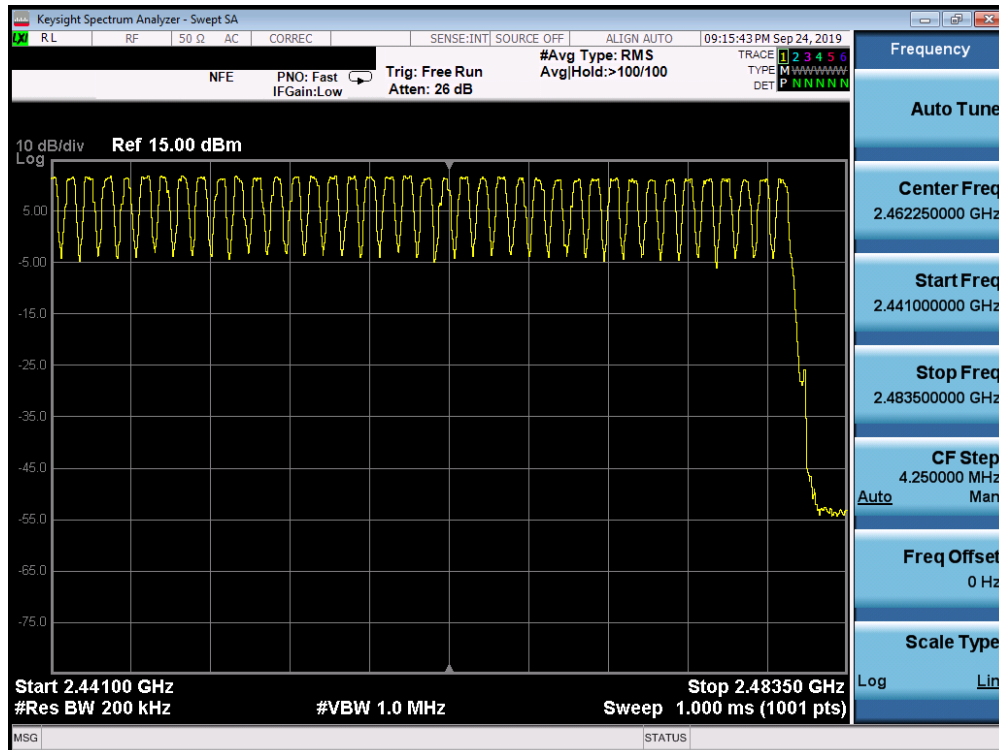 Keysight Spectrum Analyzer - Swept SA
LXI RL RF 50 Ω AC CORREC SENSE:INT SOURCE OFF ALIGN AUTO 09:15:43 PM Sep 24, 2019
NFE PNO: Fast Trig: Free Run #Avg Type: RMS TRACE 1 2 3 4 5 6
IFGain:Low Atten: 26 dB Avg|Hold:>100/100 TYPE M WWWWW
DET P N N N N N
10 dB/div Ref 15.00 dBm
Log
5.00
-5.00
-15.0
-25.0
-35.0
-45.0
-55.0
-65.0
-75.0
Start 2.44100 GHz Stop 2.48350 GHz
#Res BW 200 kHz #VBW 1.0 MHz Sweep 1.000 ms (1001 pts)
MSG STATUS
Frequency
Auto Tune
Center Freq
2.462250000 GHz
Start Freq
2.441000000 GHz
Stop Freq
2.483500000 GHz
CF Step
4.250000 MHz
Auto Man
Freq Offset
0 Hz
Scale Type
Log Lin